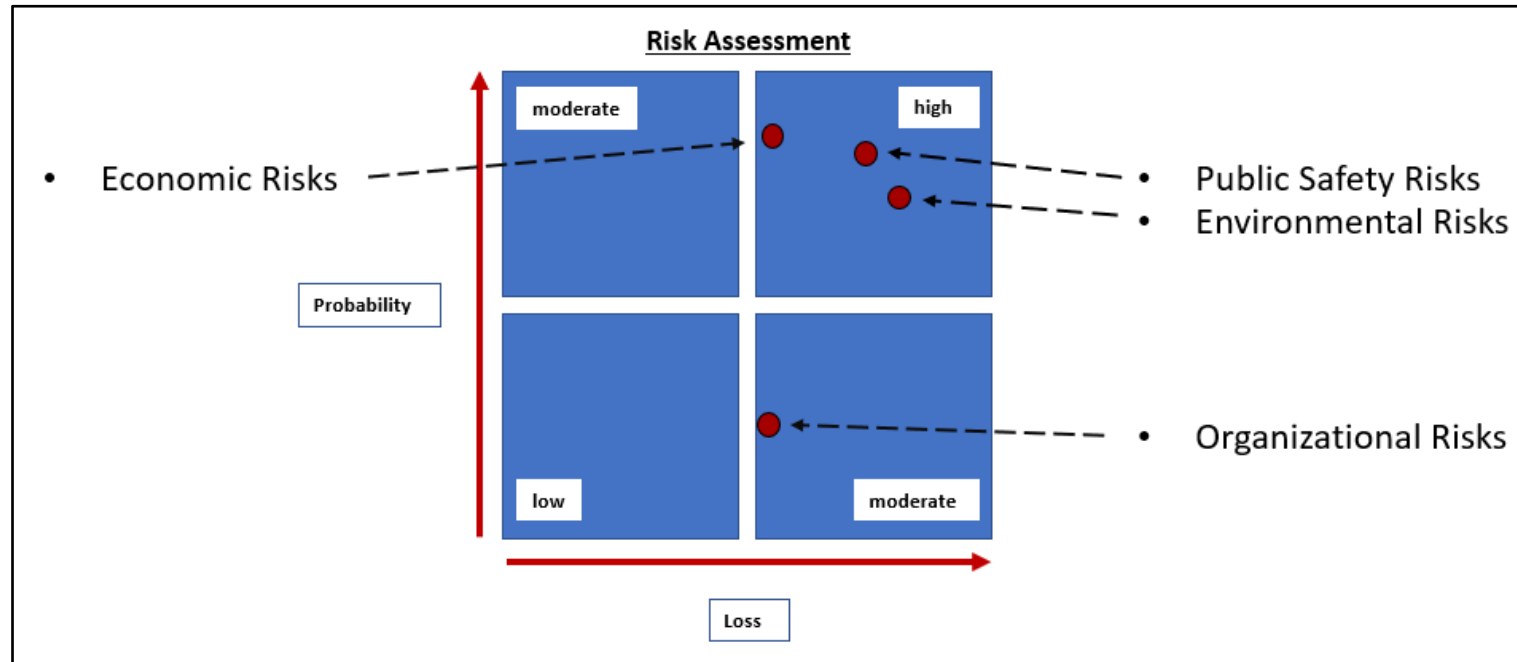 Risk Assessment
moderate
high
• Economic Risks
• Public Safety Risks
• Environmental Risks
Probability
• Organizational Risks
low
moderate
Loss